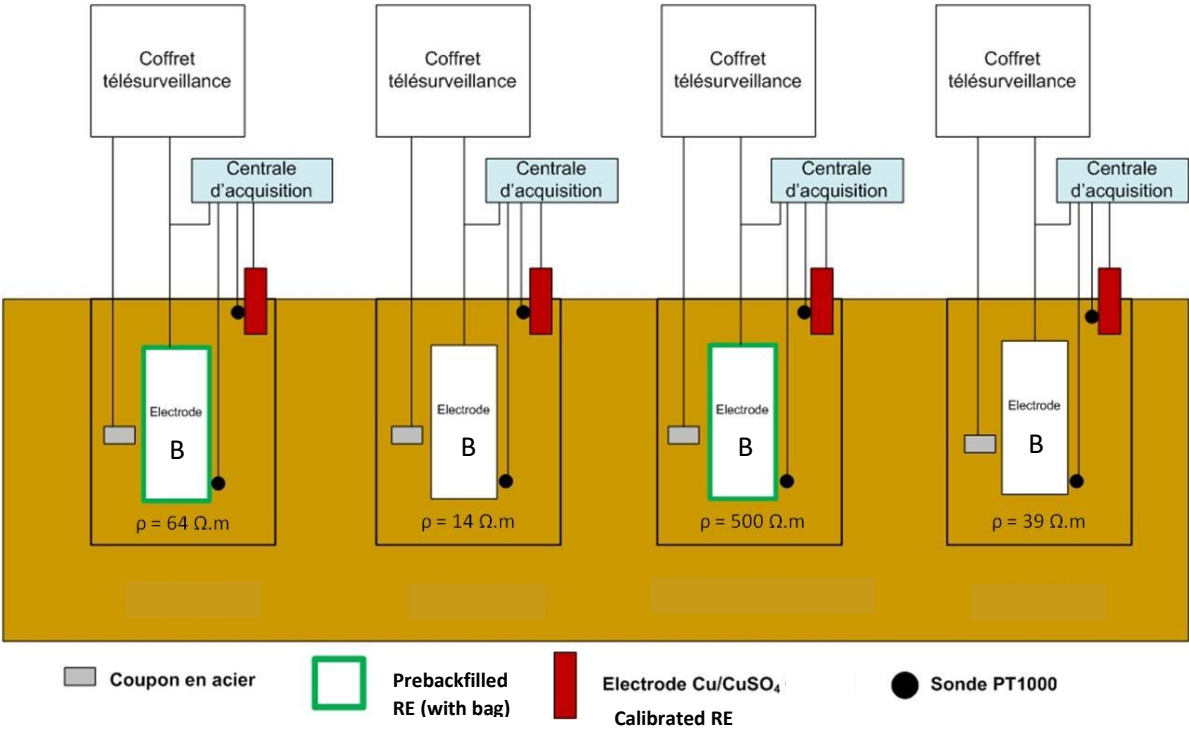 Coffret
télésurveillance
Coffret
télésurveillance
Coffret
télésurveillance
Coffret
télésurveillance
Centrale
d'acquisition
Centrale
d'acquisition
Centrale
d'acquisition
Centrale
d'acquisition
Electrode
B
ρ = 64 Ω.m
Electrode
B
ρ = 14 Ω.m
Electrode
B
ρ = 500 Ω.m
Electrode
B
ρ = 39 Ω.m
Coupon en acier
Prebackfilled
RE (with bag)
Electrode Cu/CuSO₄
Calibrated RE
Sonde PT1000